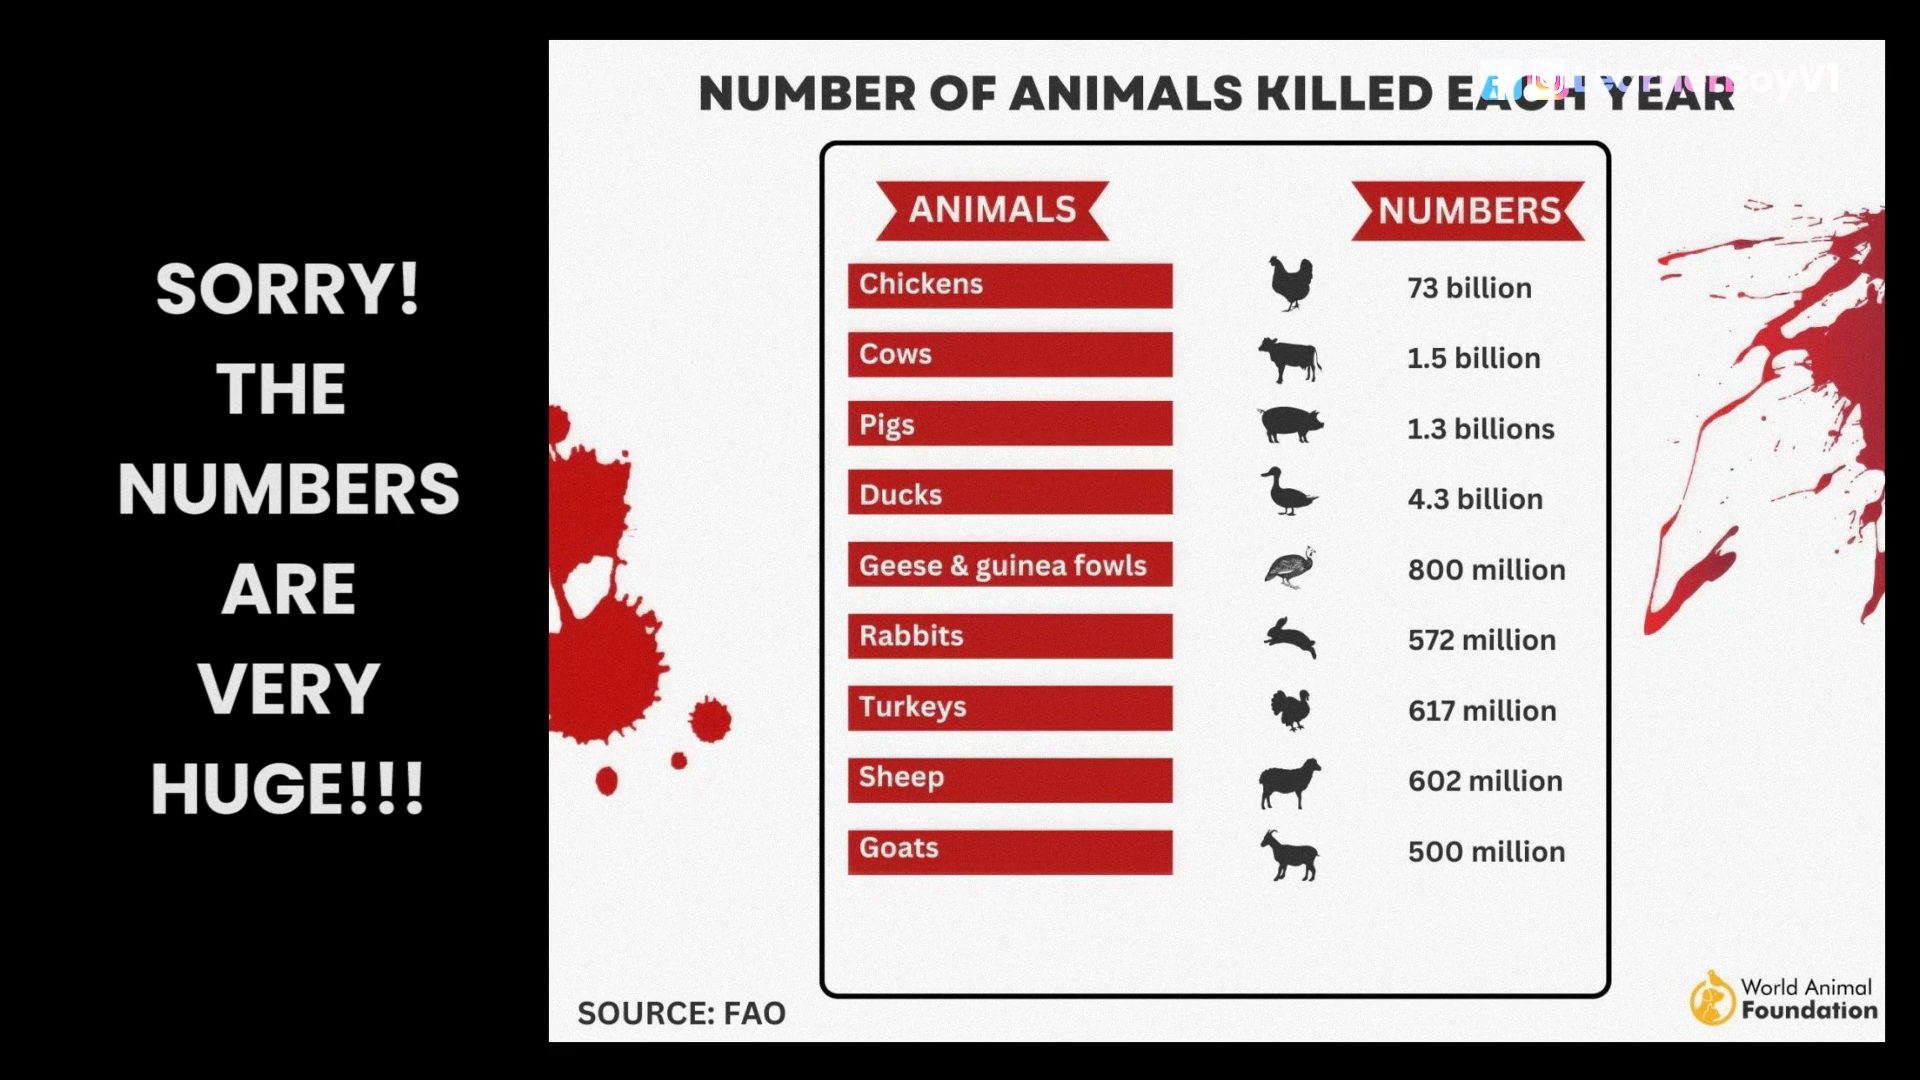 SORRY!
THE
NUMBERS
ARE
VERY
HUGE!!!
NUMBER OF ANIMALS KILLED EACH YEAR
ANIMALS NUMBERS
Chickens 73 billion
Cows 1.5 billion
Pigs 1.3 billions
Ducks 4.3 billion
Geese & guinea fowls 800 million
Rabbits 572 million
Turkeys 617 million
Sheep 602 million
Goats 500 million
SOURCE: FAO
World Animal
Foundation